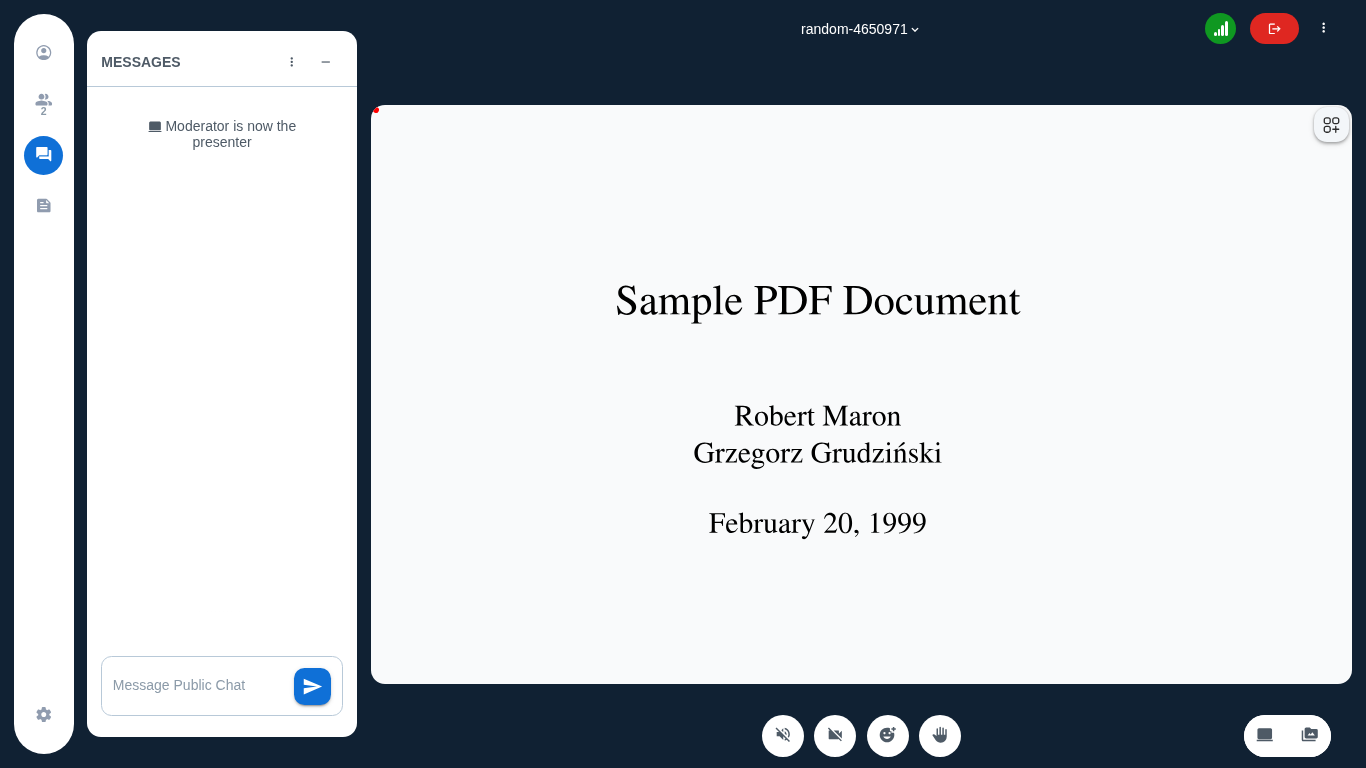 random-4650971
2
MESSAGES
Moderator is now the
presenter
Message Public Chat
Sample PDF Document
Robert Maron
Grzegorz Grudziński
February 20, 1999